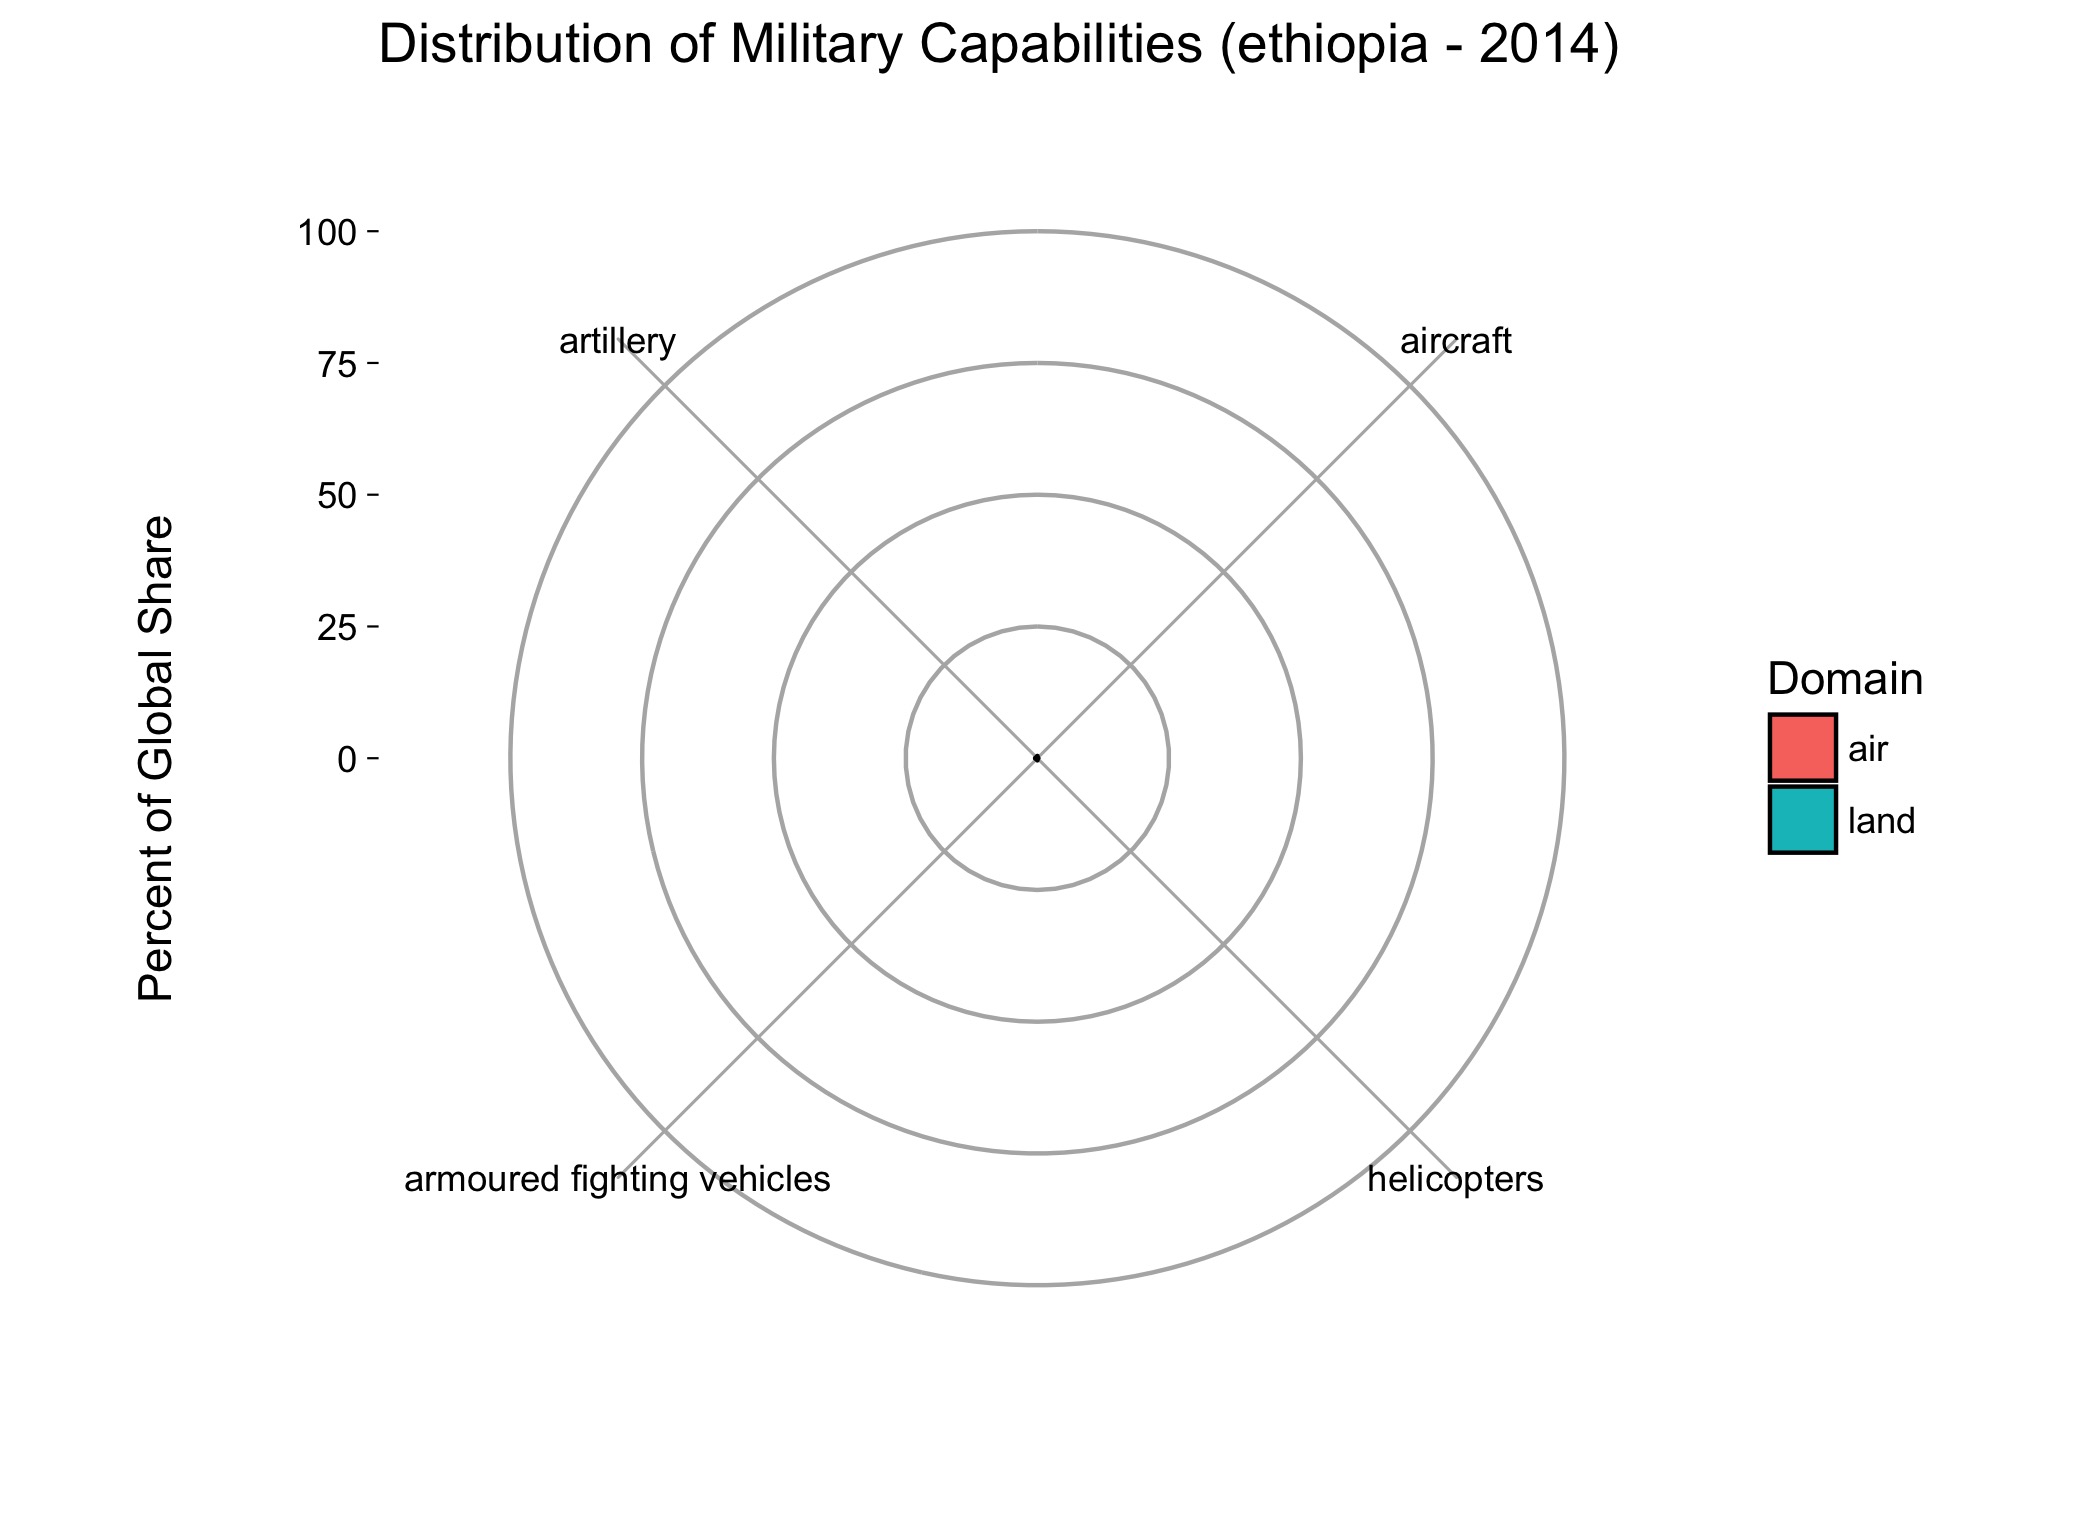 Distribution of Military Capabilities (ethiopia - 2014)
Percent of Global Share
100
75
50
25
0
artillery
aircraft
armoured fighting vehicles
helicopters
Domain
air
land